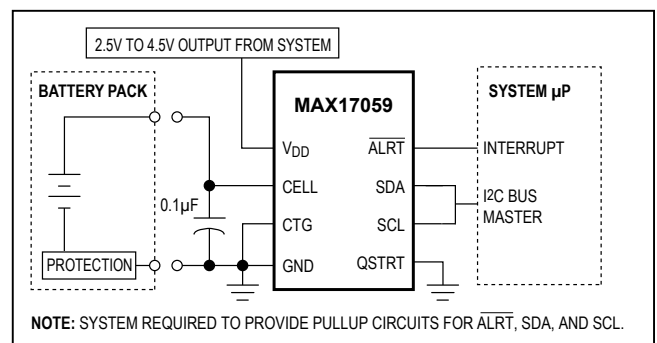 2.5V TO 4.5V OUTPUT FROM SYSTEM
BATTERY PACK
MAX17059
SYSTEM µP
VDD
ALRT
INTERRUPT
CELL
SDA
I2C BUS
MASTER
0.1µF
CTG
SCL
PROTECTION
GND
QSTRT
NOTE: SYSTEM REQUIRED TO PROVIDE PULLUP CIRCUITS FOR ALRT, SDA, AND SCL.